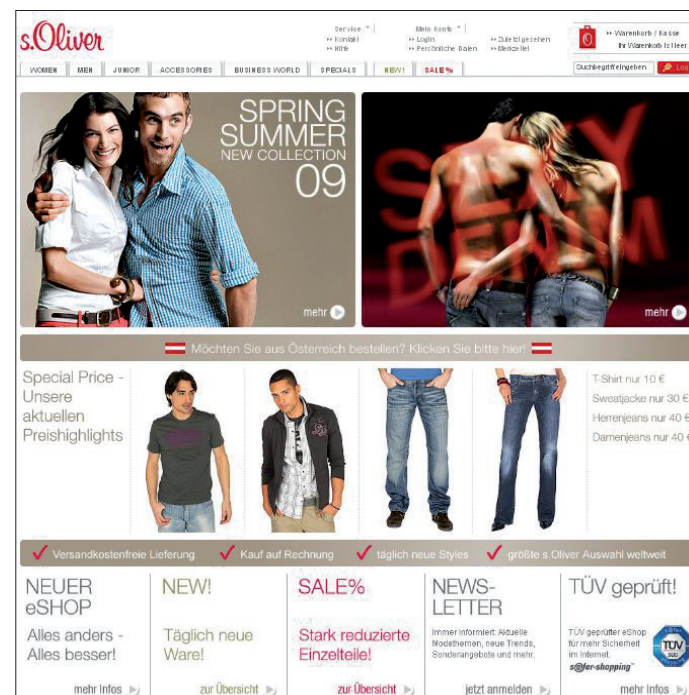 s.Oliver
Service
Kontakt
Hilfe
Mein Konto
Login
Persönliche Daten
Zuletzt gesehen
Merkzettel
Warenkorb / Kasse
Ihr Warenkorb ist leer
WOMEN
MEN
JUNIOR
ACCESSORIES
BUSINESS WORLD
SPECIALS
NEW!
SALE%
Suchbegriff eingeben
SPRING
SUMMER
NEW COLLECTION
09
mehr
SEXY
DENIM
mehr
Möchten Sie aus Österreich bestellen? Klicken Sie bitte hier!
Special Price -
Unsere
aktuellen
Preishighlights
T-Shirt nur 10 €
Sweatjacke nur 30 €
Herrenjeans nur 40 €
Damenjeans nur 40 €
Versandkostenfreie Lieferung
Kauf auf Rechnung
täglich neue Styles
größte s.Oliver Auswahl weltweit
NEUER
eSHOP
Alles anders -
Alles besser!
mehr Infos
NEW!
Täglich neue
Ware!
zur Übersicht
SALE%
Stark reduzierte
Einzelteile!
zur Übersicht
NEWS-
LETTER
Immer informiert: Aktuelle
Modethemen, neue Trends,
Sonderangebote und mehr.
jetzt anmelden
TÜV geprüft!
TÜV geprüfter eShop
für mehr Sicherheit
im Internet.
s@fer-shopping
TÜV
SÜD
mehr Infos